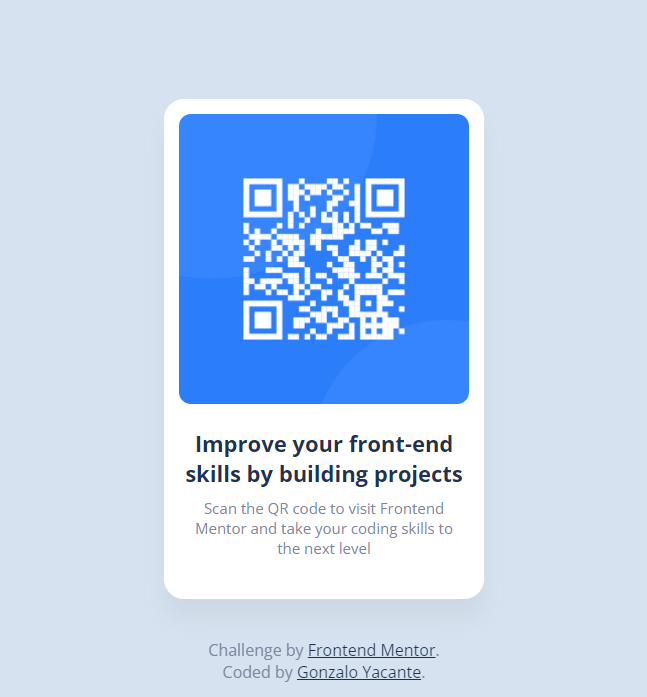 Improve your front-end
skills by building projects
Scan the QR code to visit Frontend
Mentor and take your coding skills to
the next level
Challenge by Frontend Mentor.
Coded by Gonzalo Yacante.